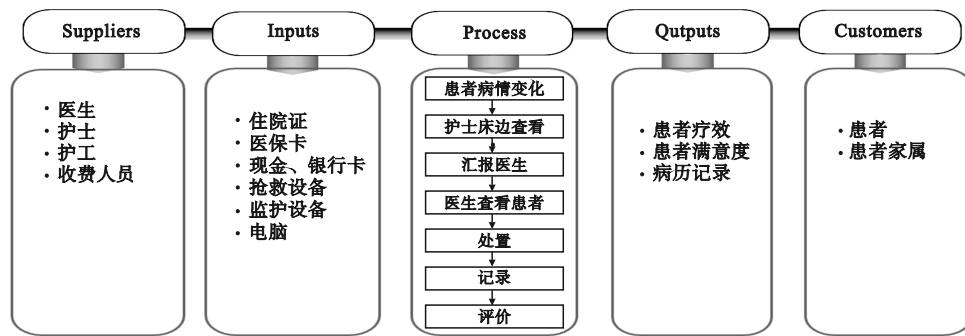 Suppliers
Inputs
Process
Qutputs
Customers
· 医生
· 护士
· 护工
· 收费人员
· 住院证
· 医保卡
· 现金、银行卡
· 抢救设备
· 监护设备
· 电脑
患者病情变化
护士床边查看
汇报医生
医生查看患者
处置
记录
评价
· 患者疗效
· 患者满意度
· 病历记录
· 患者
· 患者家属